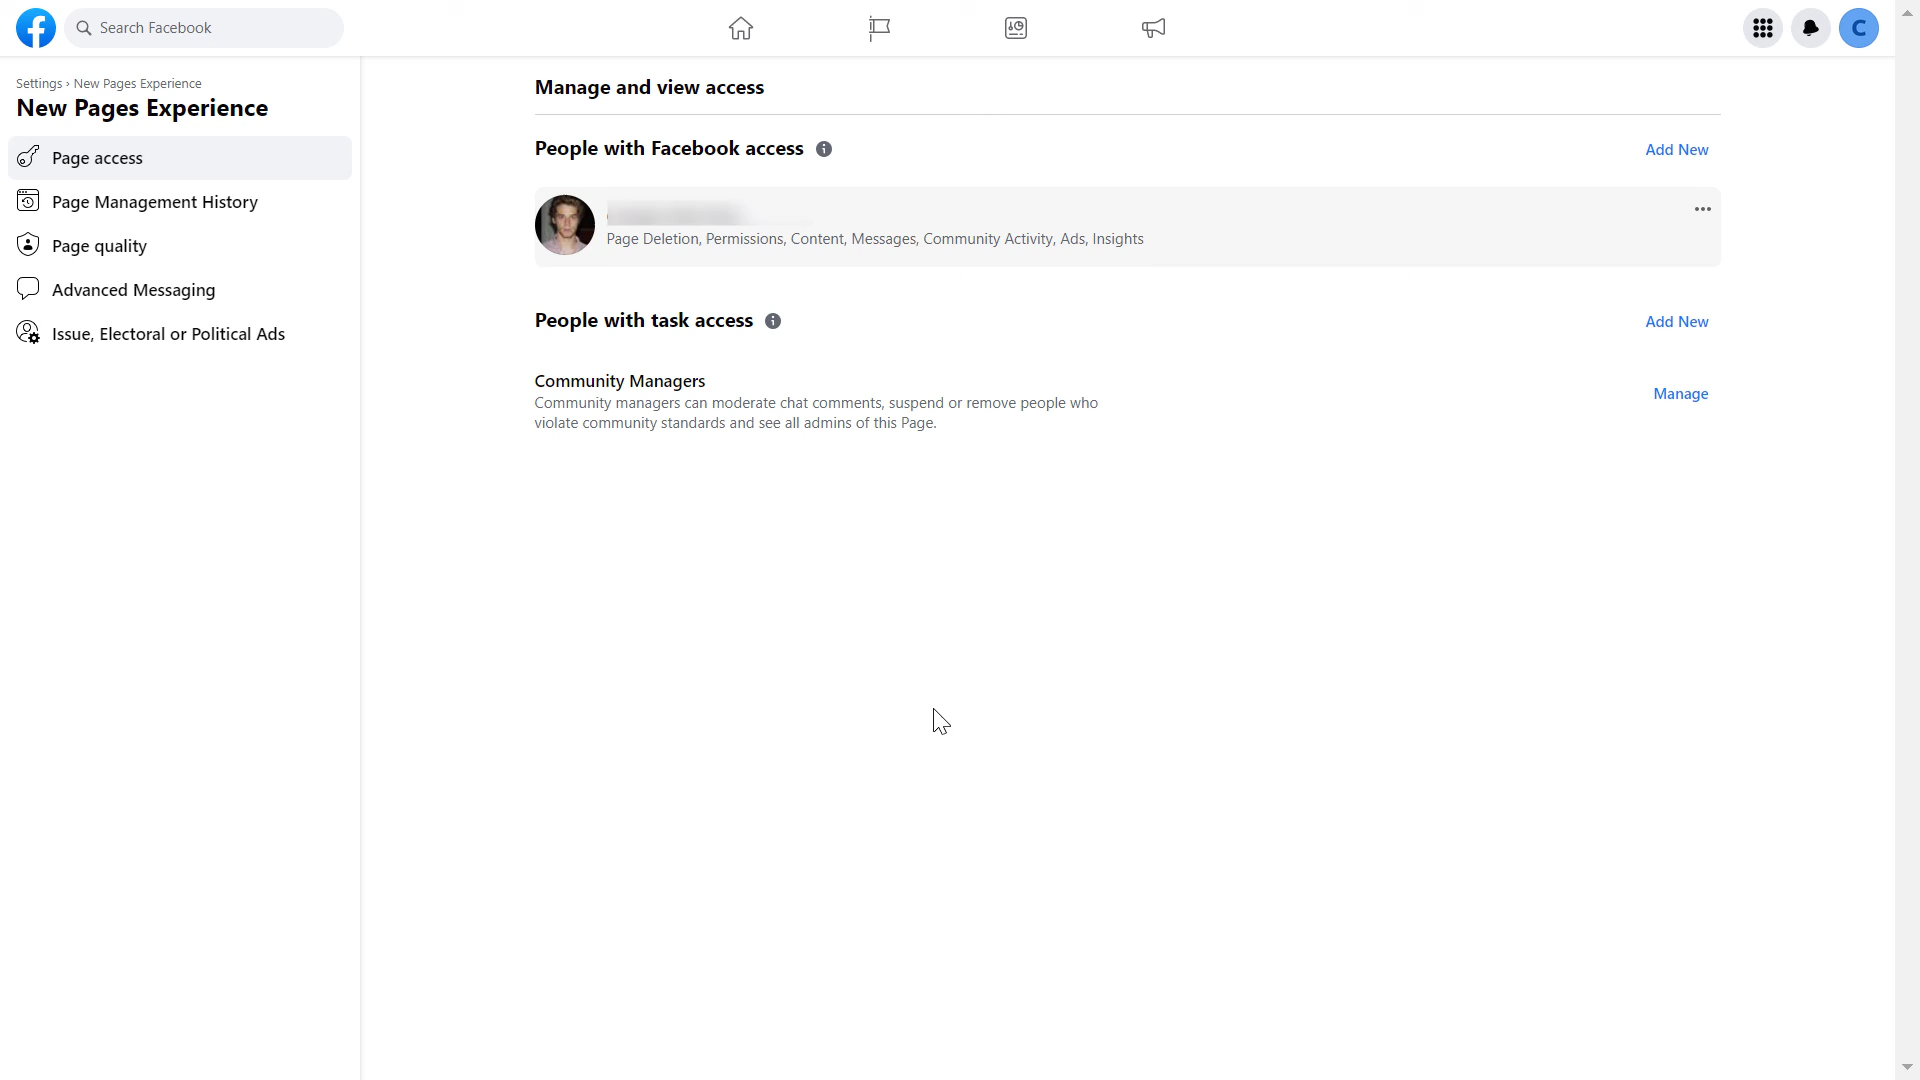 Search Facebook
C
Settings › New Pages Experience
New Pages Experience
Page access
Page Management History
Page quality
Advanced Messaging
Issue, Electoral or Political Ads
Manage and view access
People with Facebook access
Add New
Page Deletion, Permissions, Content, Messages, Community Activity, Ads, Insights
People with task access
Add New
Community Managers
Community managers can moderate chat comments, suspend or remove people who
violate community standards and see all admins of this Page.
Manage